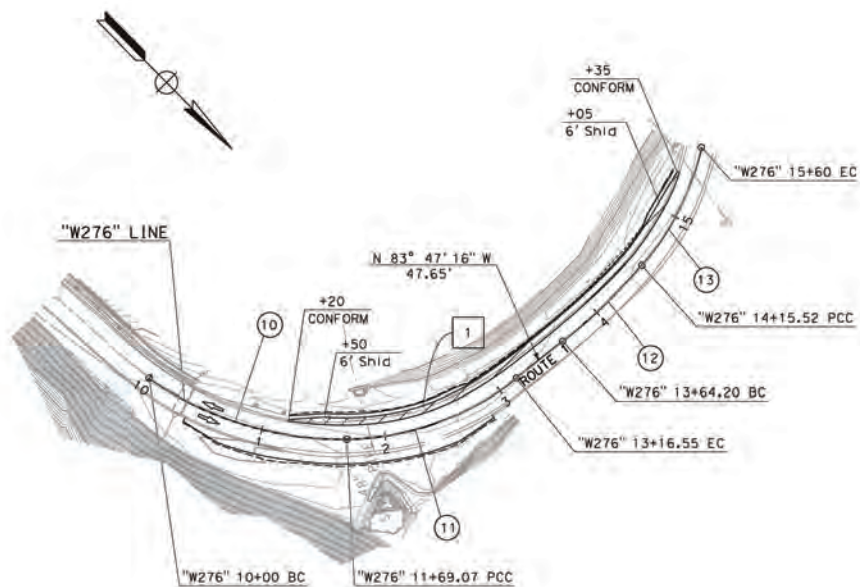 +35
CONFORM
+05
6' Shld
"W276" 15+60 EC
"W276" LINE
N 83° 47' 16" W
47.65'
15
13
+20
CONFORM
10
1
+50
6' Shld
"W276" 14+15.52 PCC
4
12
ROUTE 1
10
"W276" 13+64.20 BC
3
1
2
"W276" 13+16.55 EC
11
"W276" 10+00 BC
"W276" 11+69.07 PCC